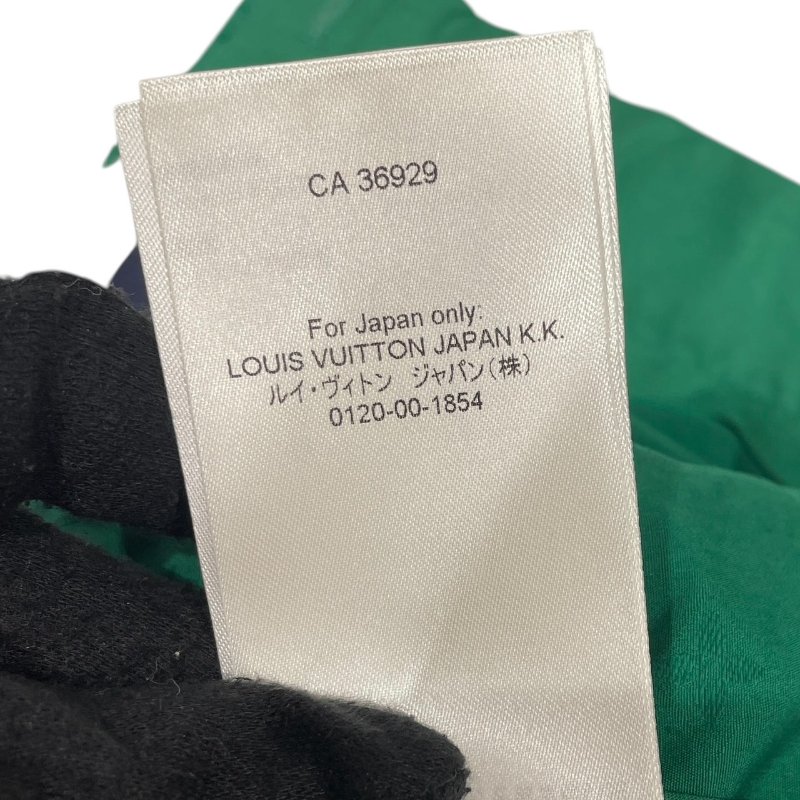 CA 36929
For Japan only:
LOUIS VUITTON JAPAN K.K.
ルイ・ヴィトン ジャパン(株)
0120-00-1854